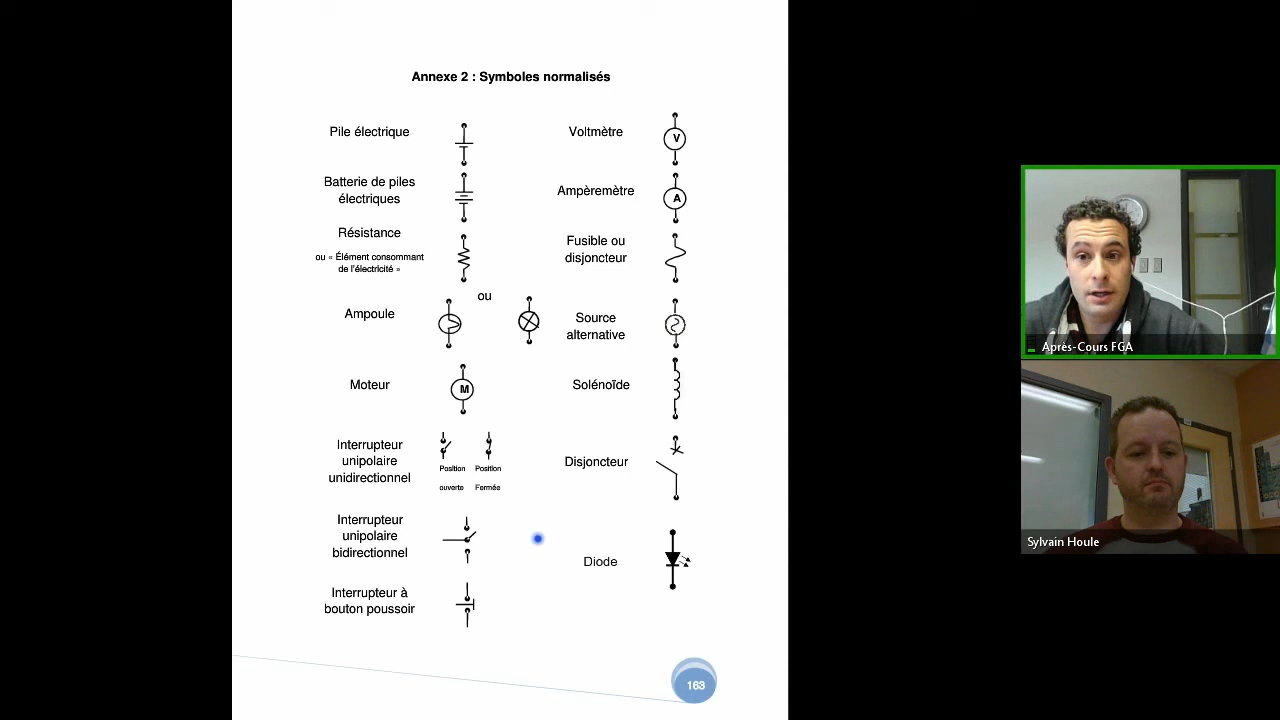 Annexe 2 : Symboles normalisés
Pile électrique
Batterie de piles
électriques
Résistance
ou « Élément consommant
de l'électricité »
ou
Ampoule
Moteur
M
Interrupteur
unipolaire
unidirectionnel
Position
ouverte
Position
Fermée
Interrupteur
unipolaire
bidirectionnel
Interrupteur à
bouton poussoir
Voltmètre
V
Ampèremètre
A
Fusible ou
disjoncteur
Source
alternative
Solénoïde
Disjoncteur
Diode
163
Après-Cours FGA
Sylvain Houle